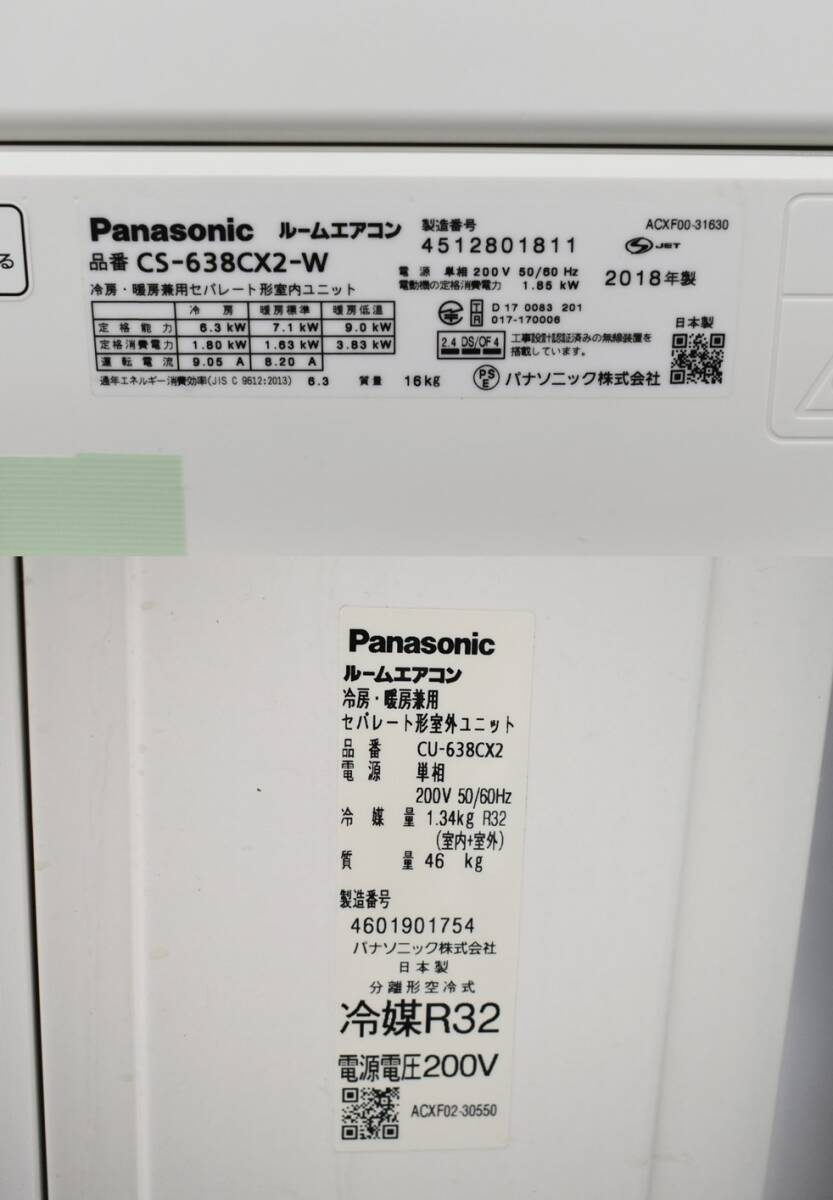 る
Panasonic ルームエアコン
品番 CS-638CX2-W
冷房・暖房兼用セパレート形室内ユニット
冷房 暖房標準 暖房低温
定格能力 6.3 kW 7.1 kW 9.0 kW
定格消費電力 1.80 kW 1.63 kW 3.83 kW
運転電流 9.05 A 8.20 A
通年エネルギー消費効率(JIS C 9612:2013) 6.3 質量 16kg
製造番号
4512801811
ACXF00-31630
S JET
電源 単相 200V 50/60 Hz
電動機の定格消費電力 1.85 kW
2018年製
T D 17 0083 201
R 017-170006
日本製
2.4 DS/OF4
工事設計認証済みの無線装置を
搭載しています。
PSE パナソニック株式会社
Panasonic
ルームエアコン
冷房・暖房兼用
セパレート形室外ユニット
品番 CU-638CX2
電源 単相
200V 50/60Hz
冷媒量 1.34kg R32
(室内+室外)
質量 46 kg
製造番号
4601901754
パナソニック株式会社
日本製
分離形空冷式
冷媒R32
電源電圧200V
ACXF02-30550